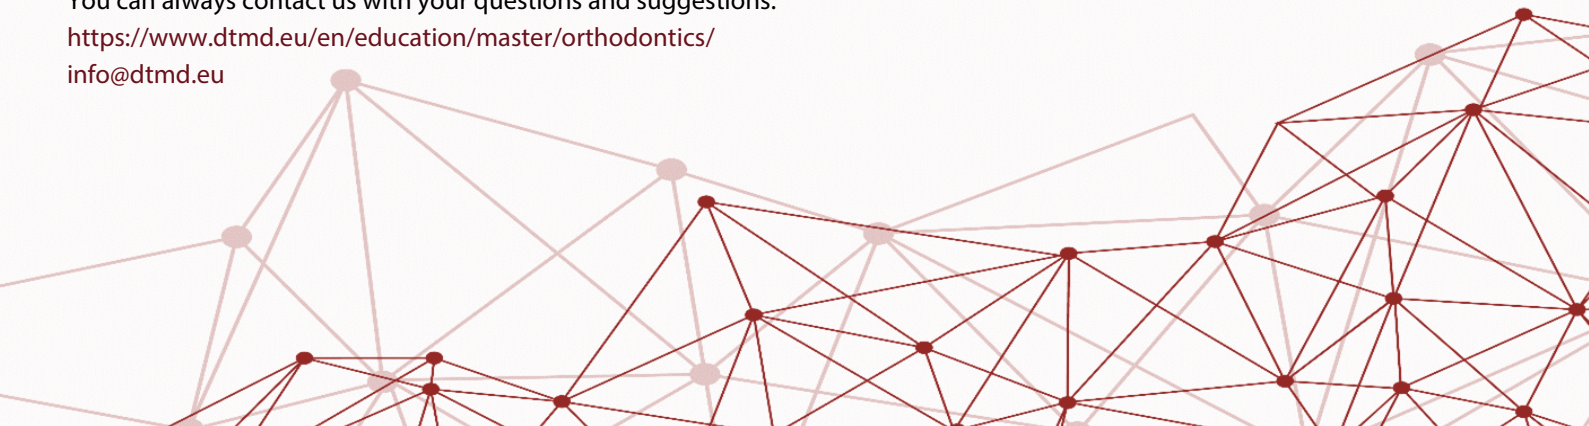 You can always contact us with your questions and suggestions.
https://www.dtmd.eu/en/education/master/orthodontics/
info@dtmd.eu